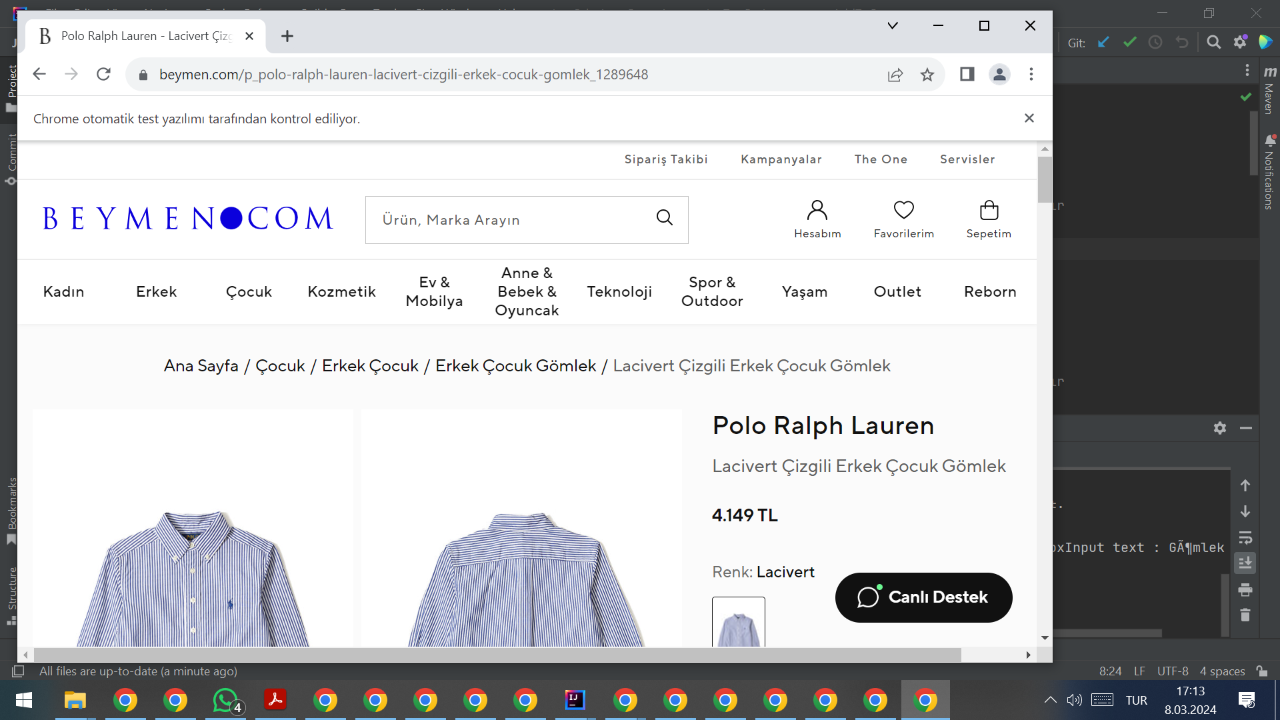 Polo Ralph Lauren - Lacivert Çizg
beymen.com/p_polo-ralph-lauren-lacivert-cizgili-erkek-cocuk-gomlek_1289648
Git:
Chrome otomatik test yazılımı tarafından kontrol ediliyor.
Project
Commit
Bookmarks
Structure
Maven
Notifications
Sipariş Takibi Kampanyalar The One Servisler
BEYMEN COM
Ürün, Marka Arayın
Hesabım Favorilerim Sepetim
Kadın Erkek Çocuk Kozmetik Ev & Mobilya Anne & Bebek & Oyuncak Teknoloji Spor & Outdoor Yaşam Outlet Reborn
Ana Sayfa / Çocuk / Erkek Çocuk / Erkek Çocuk Gömlek / Lacivert Çizgili Erkek Çocuk Gömlek
Polo Ralph Lauren
Lacivert Çizgili Erkek Çocuk Gömlek
4.149 TL
Renk: Lacivert
Canlı Destek
oxInput text : GÃ¶mlek
All files are up-to-date (a minute ago)
8:24 LF UTF-8 4 spaces
4
TUR
17:13
8.03.2024